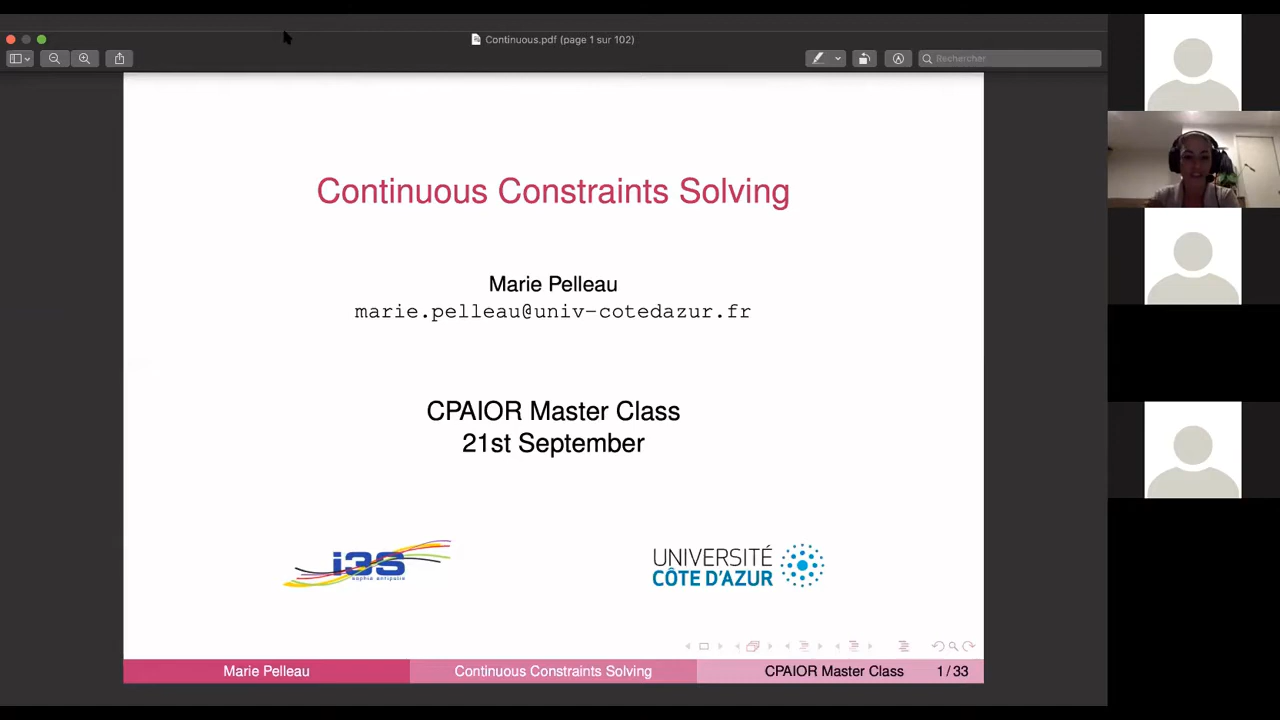 Continuous.pdf (page 1 sur 102)
Rechercher
Continuous Constraints Solving
Marie Pelleau
marie.pelleau@univ-cotedazur.fr
CPAIOR Master Class
21st September
i3S
sophia antipolis
UNIVERSITÉ
CÔTE D'AZUR
Marie Pelleau
Continuous Constraints Solving
CPAIOR Master Class
1 / 33